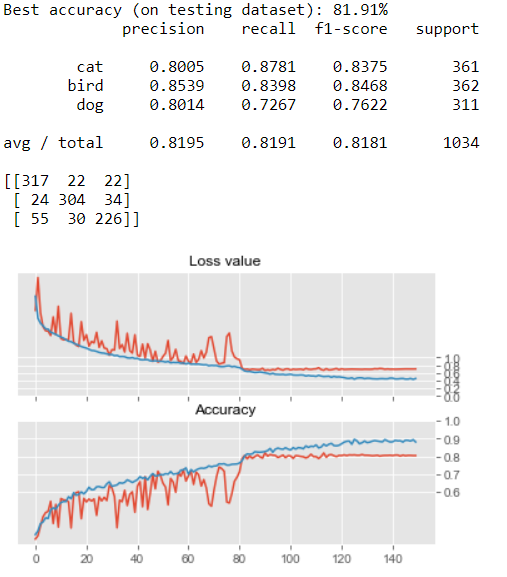 Best accuracy (on testing dataset): 81.91%
precision recall f1-score support
cat 0.8005 0.8781 0.8375 361
bird 0.8539 0.8398 0.8468 362
dog 0.8014 0.7267 0.7622 311
avg / total 0.8195 0.8191 0.8181 1034
[[317 22 22]
[ 24 304 34]
[ 55 30 226]]
Loss value
1.0
0.8
0.6
0.4
0.2
0.0
Accuracy
1.0
0.9
0.8
0.7
0.6
0 20 40 60 80 100 120 140